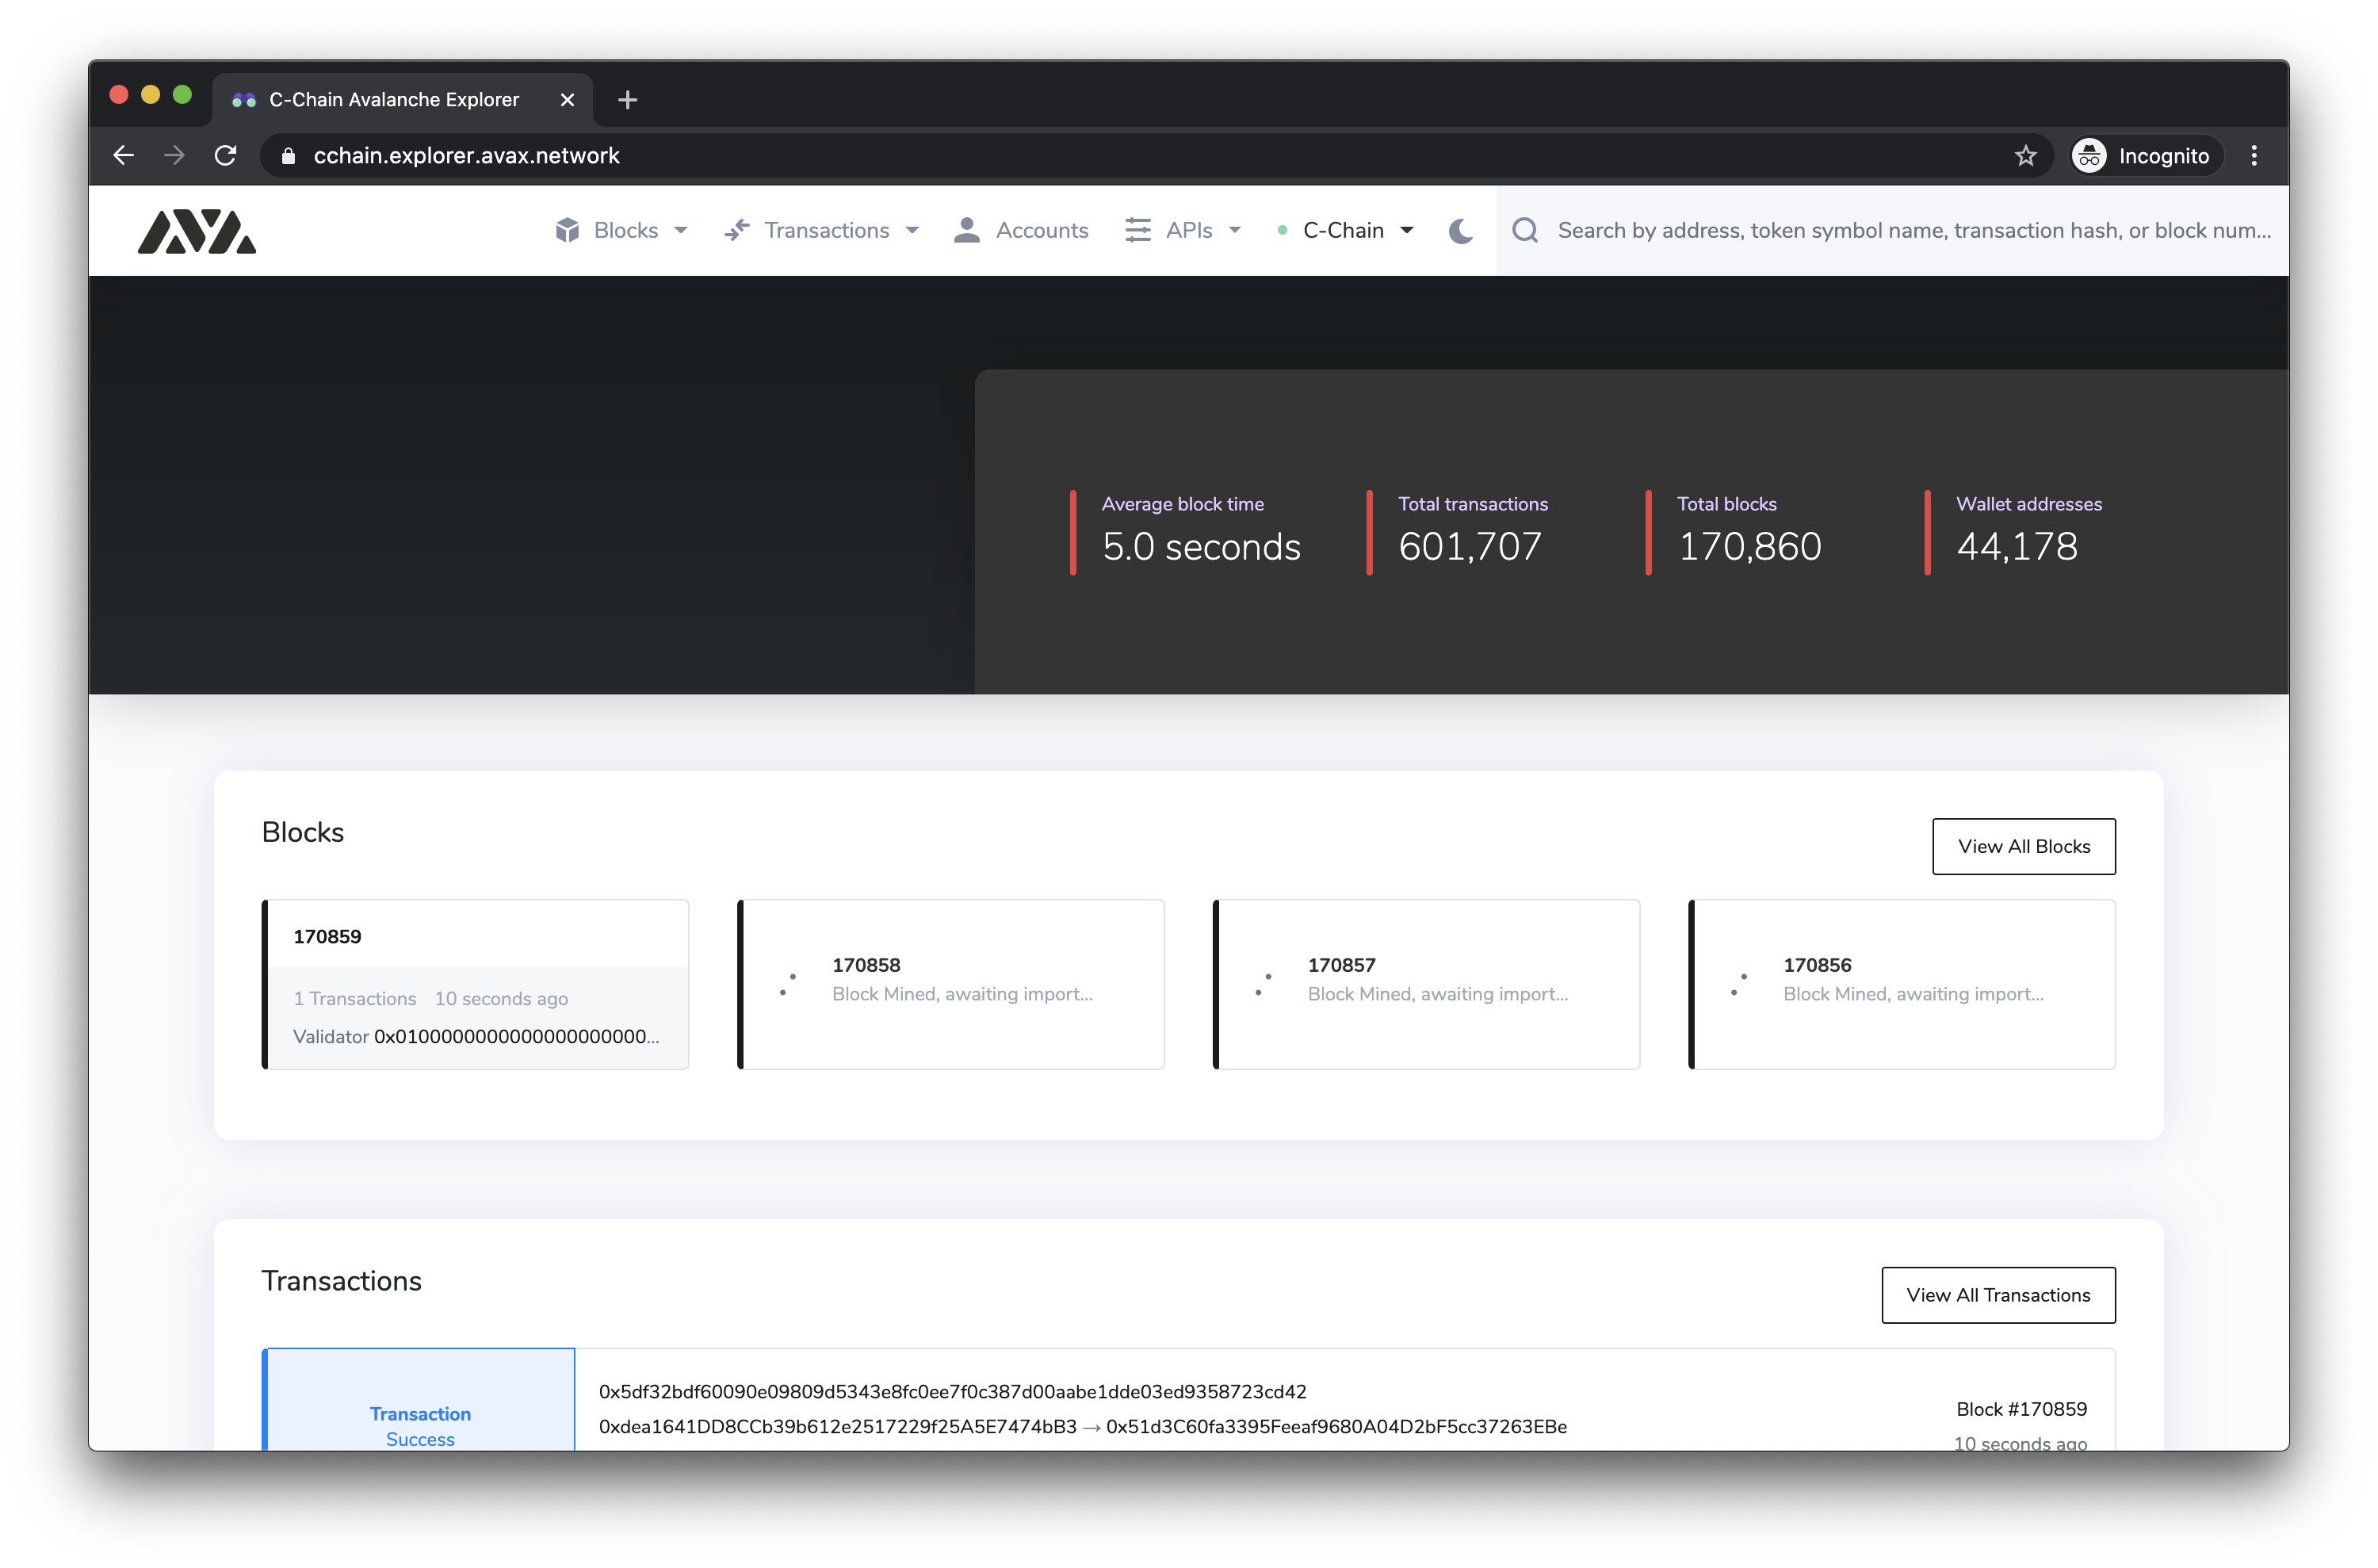 C-Chain Avalanche Explorer
cchain.explorer.avax.network
Incognito
AVA
Blocks
Transactions
Accounts
APIs
C-Chain
Search by address, token symbol name, transaction hash, or block num...
Average block time
5.0 seconds
Total transactions
601,707
Total blocks
170,860
Wallet addresses
44,178
Blocks
View All Blocks
170859
1 Transactions 10 seconds ago
Validator 0x0100000000000000000000...
170858
Block Mined, awaiting import...
170857
Block Mined, awaiting import...
170856
Block Mined, awaiting import...
Transactions
View All Transactions
Transaction
Success
0x5df32bdf60090e09809d5343e8fc0ee7f0c387d00aabe1dde03ed9358723cd42
0xdea1641DD8CCb39b612e2517229f25A5E7474bB3 → 0x51d3C60fa3395Feeaf9680A04D2bF5cc37263EBe
Block #170859
10 seconds ago